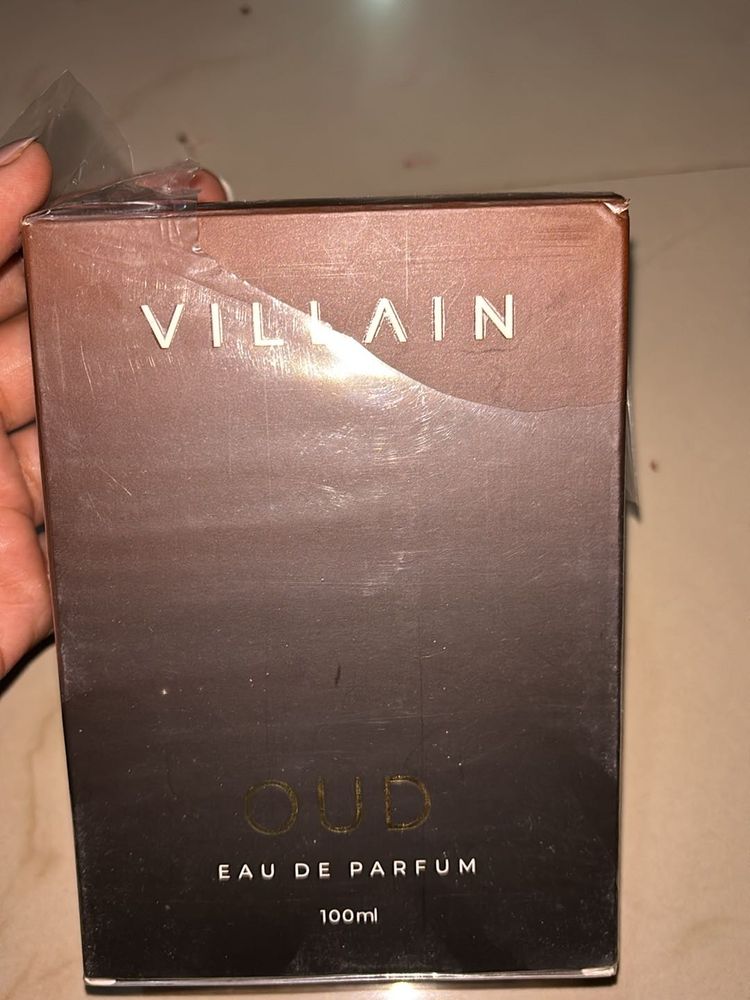 VILLAIN
OUD
EAU DE PARFUM
100ml